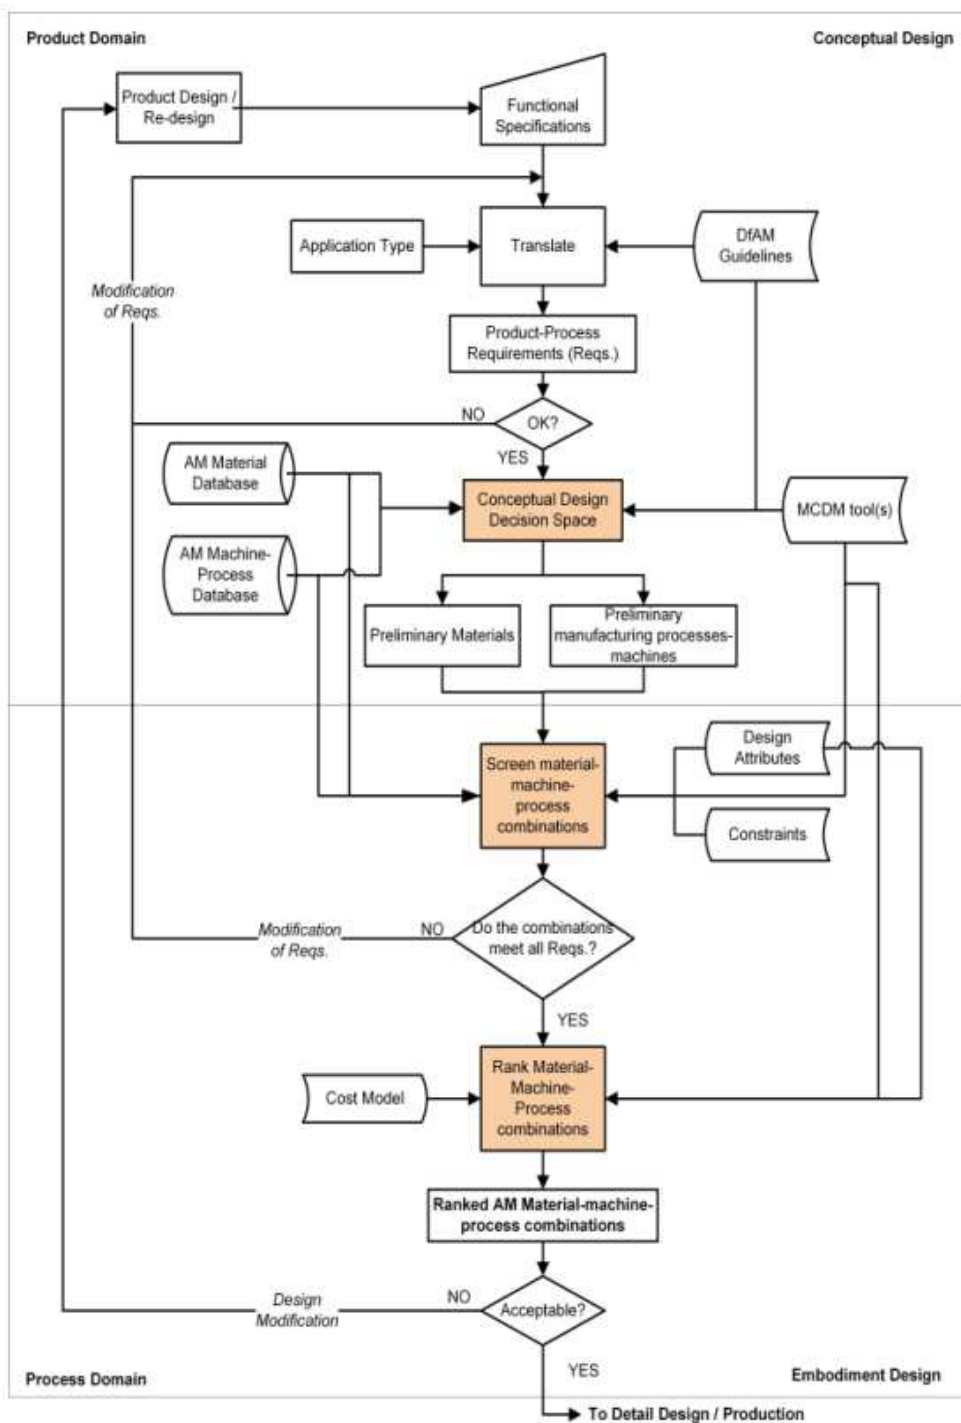 Product Domain
Conceptual Design
Product Design /
Re-design
Functional
Specifications
Application Type
Translate
DfAM
Guidelines
Modification
of Reqs.
Product-Process
Requirements (Reqs.)
NO
OK?
YES
AM Material
Database
Conceptual Design
Decision Space
MCDM tool(s)
AM Machine-
Process
Database
Preliminary Materials
Preliminary
manufacturing processes-
machines
Screen material-
machine-
process
combinations
Design
Attributes
Constraints
Modification
of Reqs.
NO
Do the combinations
meet all Reqs.?
YES
Cost Model
Rank Material-
Machine-
Process
combinations
Ranked AM Material-machine-
process combinations
Design
Modification
NO
Acceptable?
YES
Process Domain
Embodiment Design
To Detail Design / Production